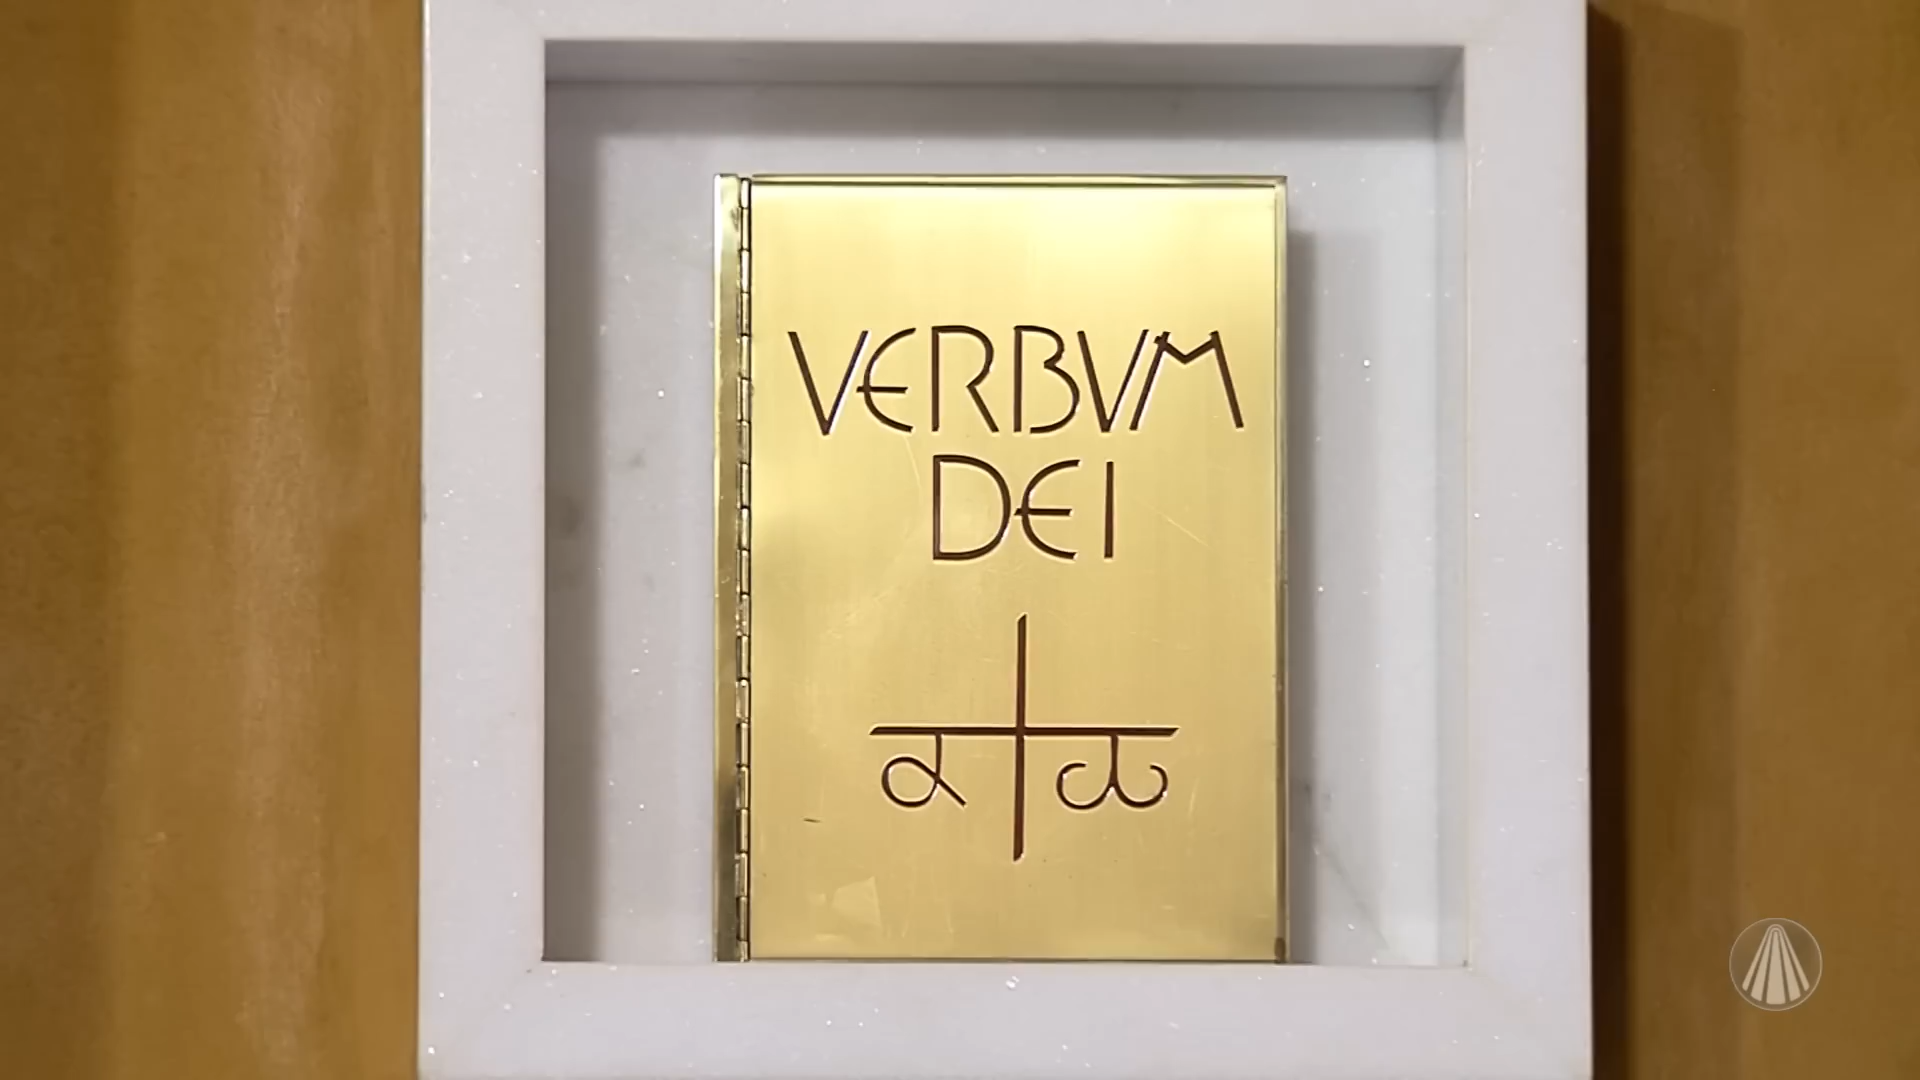 VERBVM
DEI
α ω